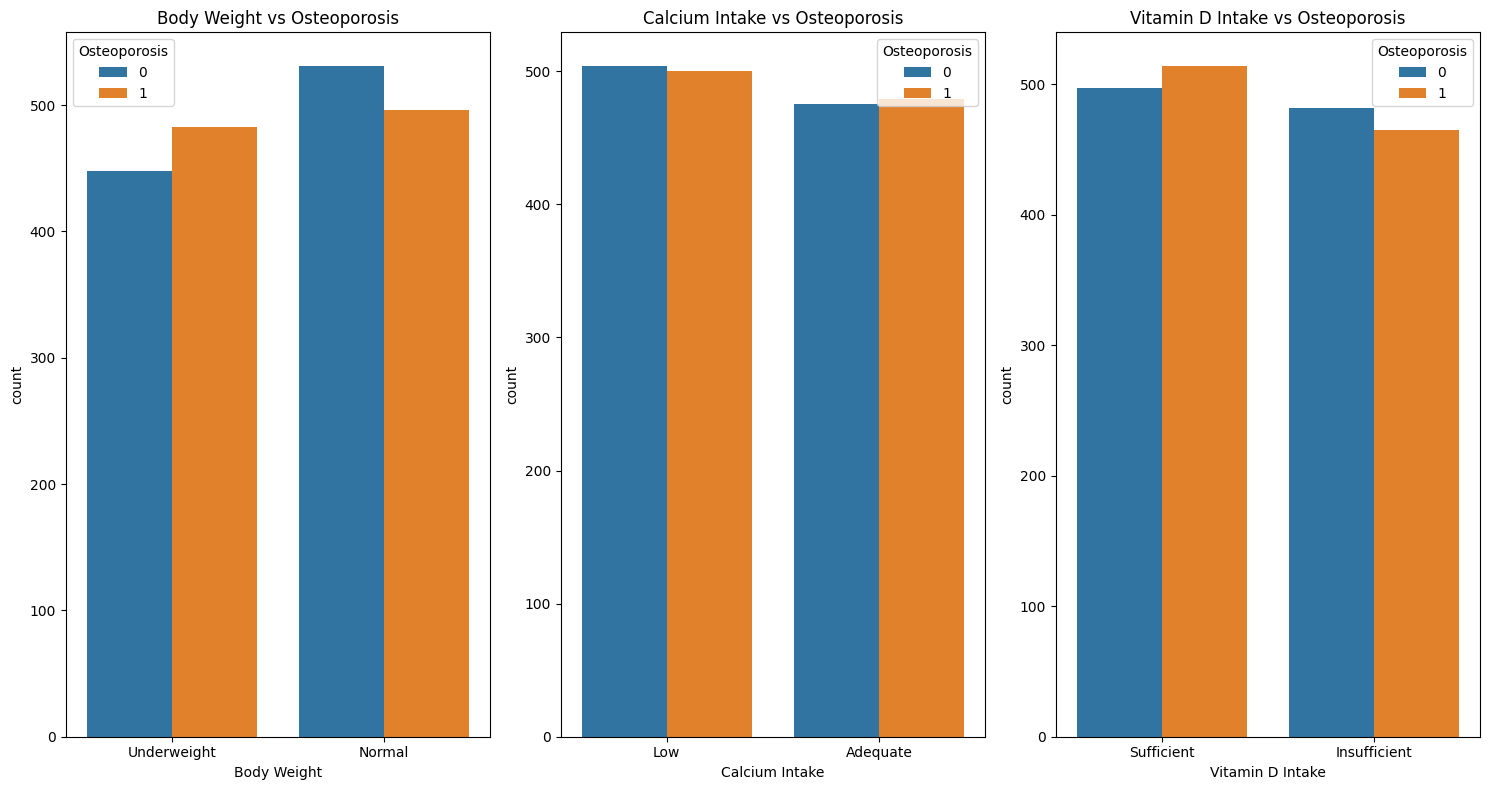 Body Weight vs Osteoporosis
Osteoporosis
0
1
500
400
300
200
100
0
count
Underweight
Normal
Body Weight
Calcium Intake vs Osteoporosis
Osteoporosis
0
1
500
400
300
200
100
0
count
Low
Adequate
Calcium Intake
Vitamin D Intake vs Osteoporosis
Osteoporosis
0
1
500
400
300
200
100
0
count
Sufficient
Insufficient
Vitamin D Intake